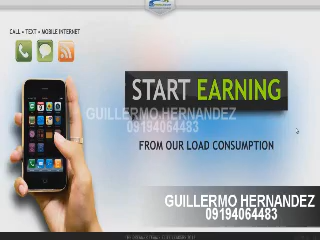 CALL • TEXT • MOBILE INTERNET
START EARNING
GUILLERMO HERNANDEZ
09194064483
FROM OUR LOAD CONSUMPTION
GUILLERMO HERNANDEZ
09194064483